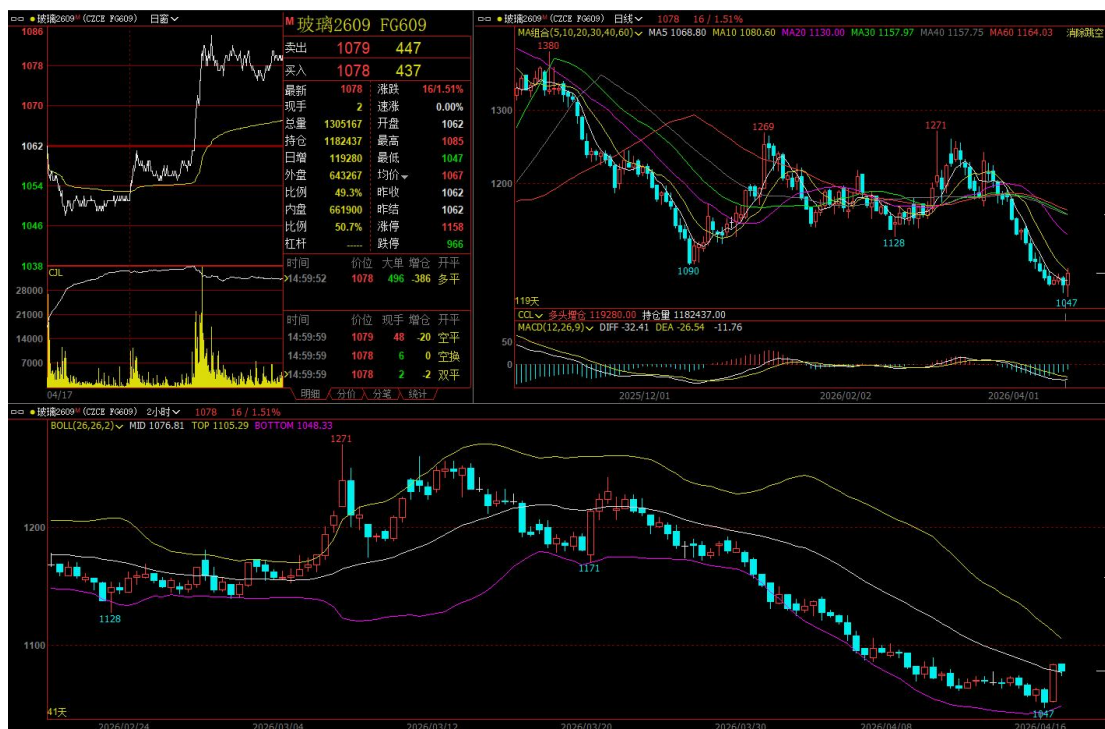 玻璃2609 M (CZCE FG609) 日窗
1086
1078
1070
1062
1054
1046
1038
CJL
28000
21000
14000
7000
04/17
M 玻璃2609 FG609
卖出 1079 447
买入 1078 437
最新 1078 涨跌 16/1.51%
现手 2 速涨 0.00%
总量 1305167 开盘 1062
持仓 1182437 最高 1085
日增 119280 最低 1047
外盘 643267 均价 1067
比例 49.3% 昨收 1062
内盘 661900 昨结 1062
比例 50.7% 涨停 1158
杠杆 ----- 跌停 966
时间 价位 大单 增仓 开平
14:59:52 1078 496 -386 多平
时间 价位 现手 增仓 开平
14:59:59 1079 48 -20 空平
14:59:59 1078 6 0 空换
14:59:59 1078 2 -2 双平
明细 分价 分笔 统计
玻璃2609 M (CZCE FG609) 日线 1078 16 / 1.51%
MA组合(5,10,20,30,40,60) MA5 1068.80 MA10 1080.60 MA20 1130.00 MA30 1157.97 MA40 1157.75 MA60 1164.03 消除跳空
1380
1300
1269
1271
1200
1128
1090
1047
119天
CCL 多头增仓 119280.00 持仓量 1182437.00
MACD(12,26,9) DIFF -32.41 DEA -26.54 -11.76
50
0
2025/12/01 2026/02/02 2026/04/01
玻璃2609 M (CZCE FG609) 2小时 1078 16 / 1.51%
BOLL(26,26,2) MID 1076.81 TOP 1105.29 BOTTOM 1048.33
1271
1200
1171
1128
1100
1047
41天
2026/02/24 2026/03/04 2026/03/12 2026/03/20 2026/03/30 2026/04/08 2026/04/16